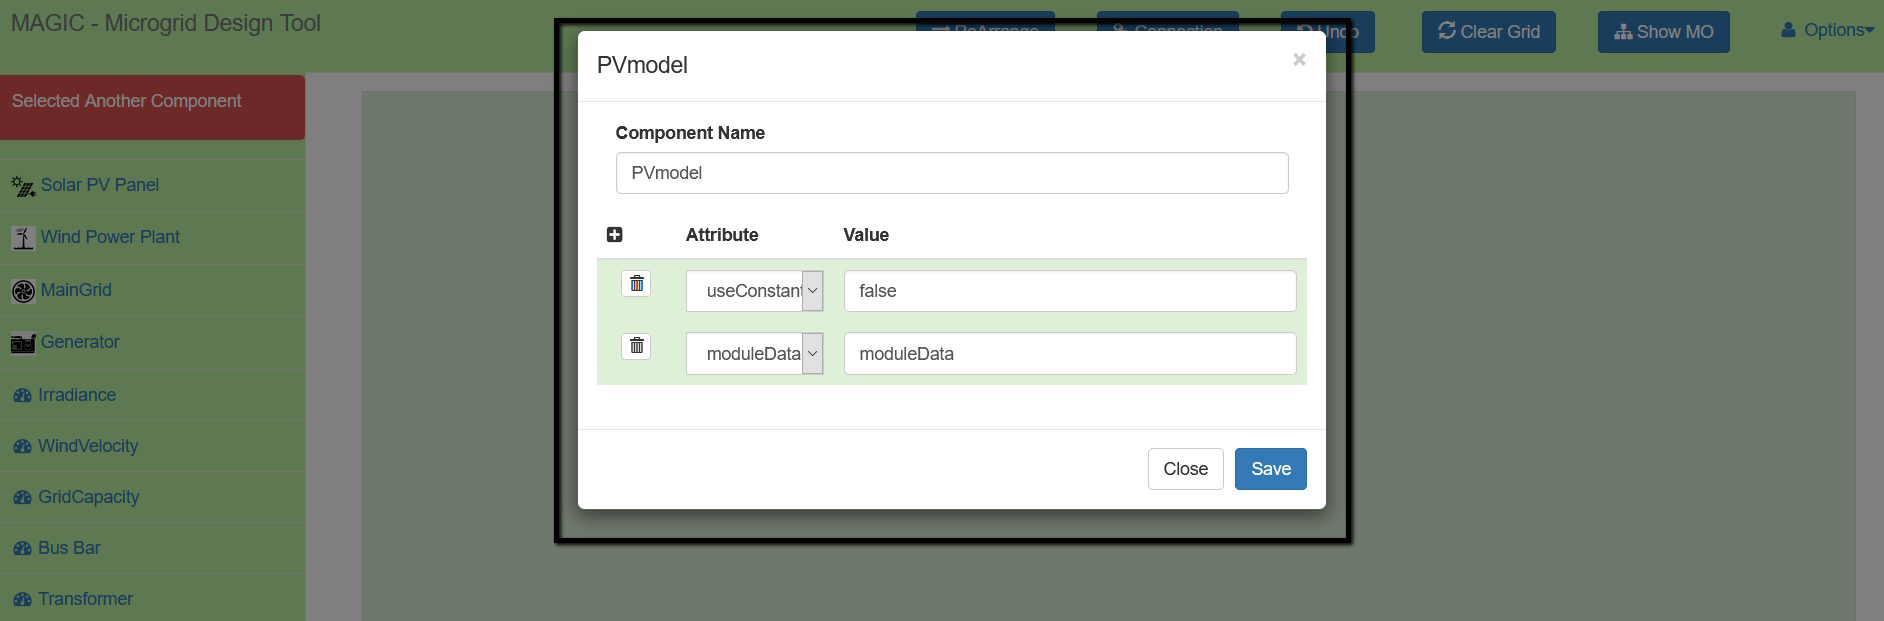 MAGIC - Microgrid Design Tool
ReArrange
Connection
Undo
Clear Grid
Show MO
Options
Selected Another Component
Solar PV Panel
Wind Power Plant
MainGrid
Generator
Irradiance
WindVelocity
GridCapacity
Bus Bar
Transformer
PVmodel
×
Component Name
PVmodel
Attribute Value
useConstant false
moduleData moduleData
Close Save